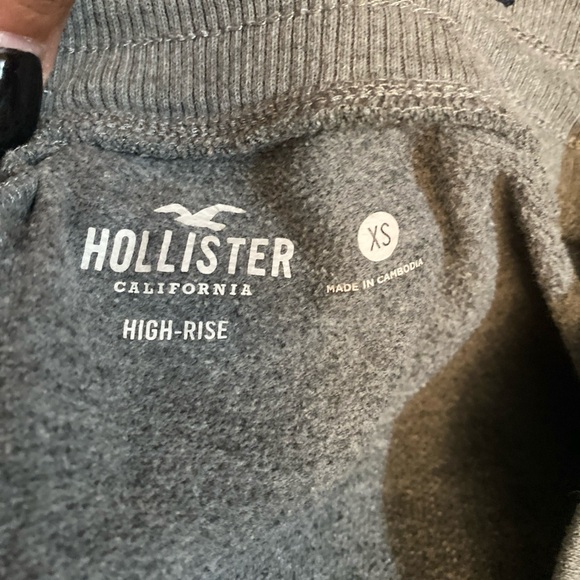 HOLLISTER
CALIFORNIA
HIGH-RISE
XS
MADE IN CAMBODIA